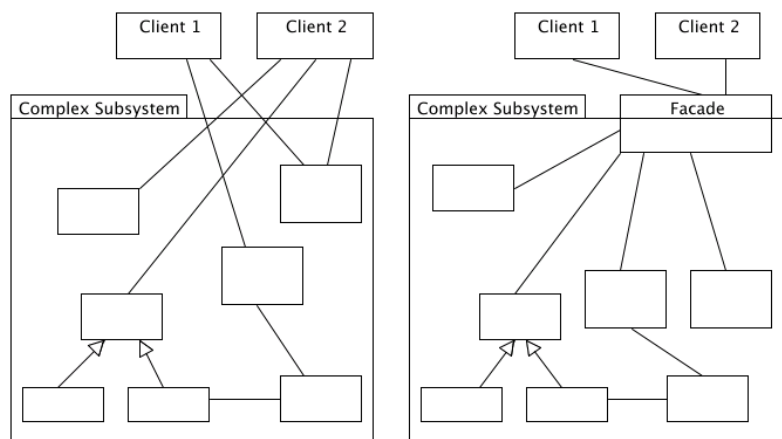 Client 1
Client 2
Complex Subsystem
Client 1
Client 2
Complex Subsystem
Facade